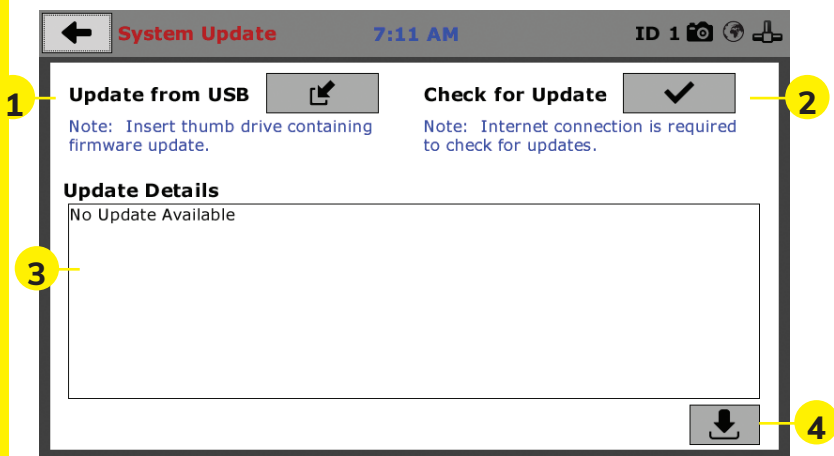 System Update 7:11 AM ID 1
1 Update from USB Check for Update 2
Note: Insert thumb drive containing
firmware update.
Note: Internet connection is required
to check for updates.
Update Details
No Update Available
3
4